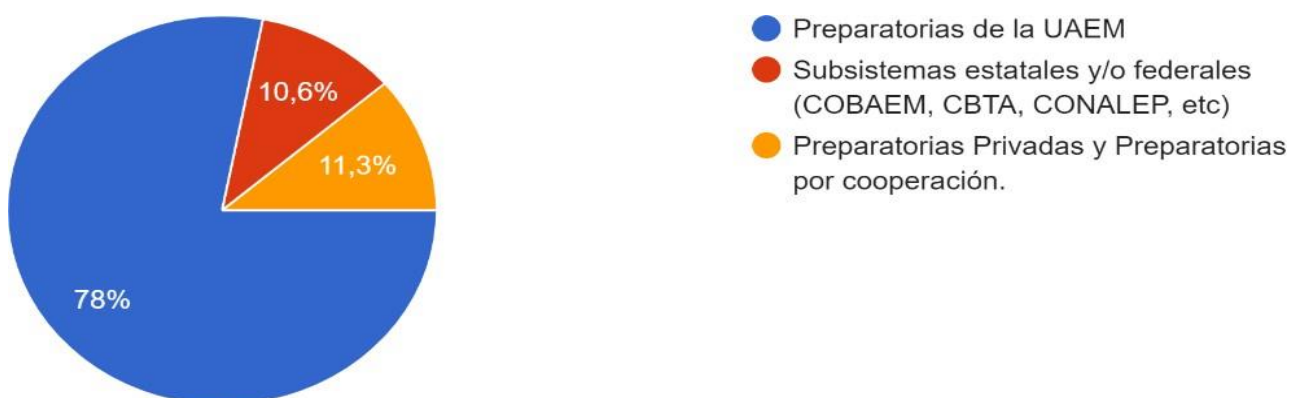 10,6%
11,3%
78%
Preparatorias de la UAEM
Subsistemas estatales y/o federales
(COBAEM, CBTA, CONALEP, etc)
Preparatorias Privadas y Preparatorias
por cooperación.